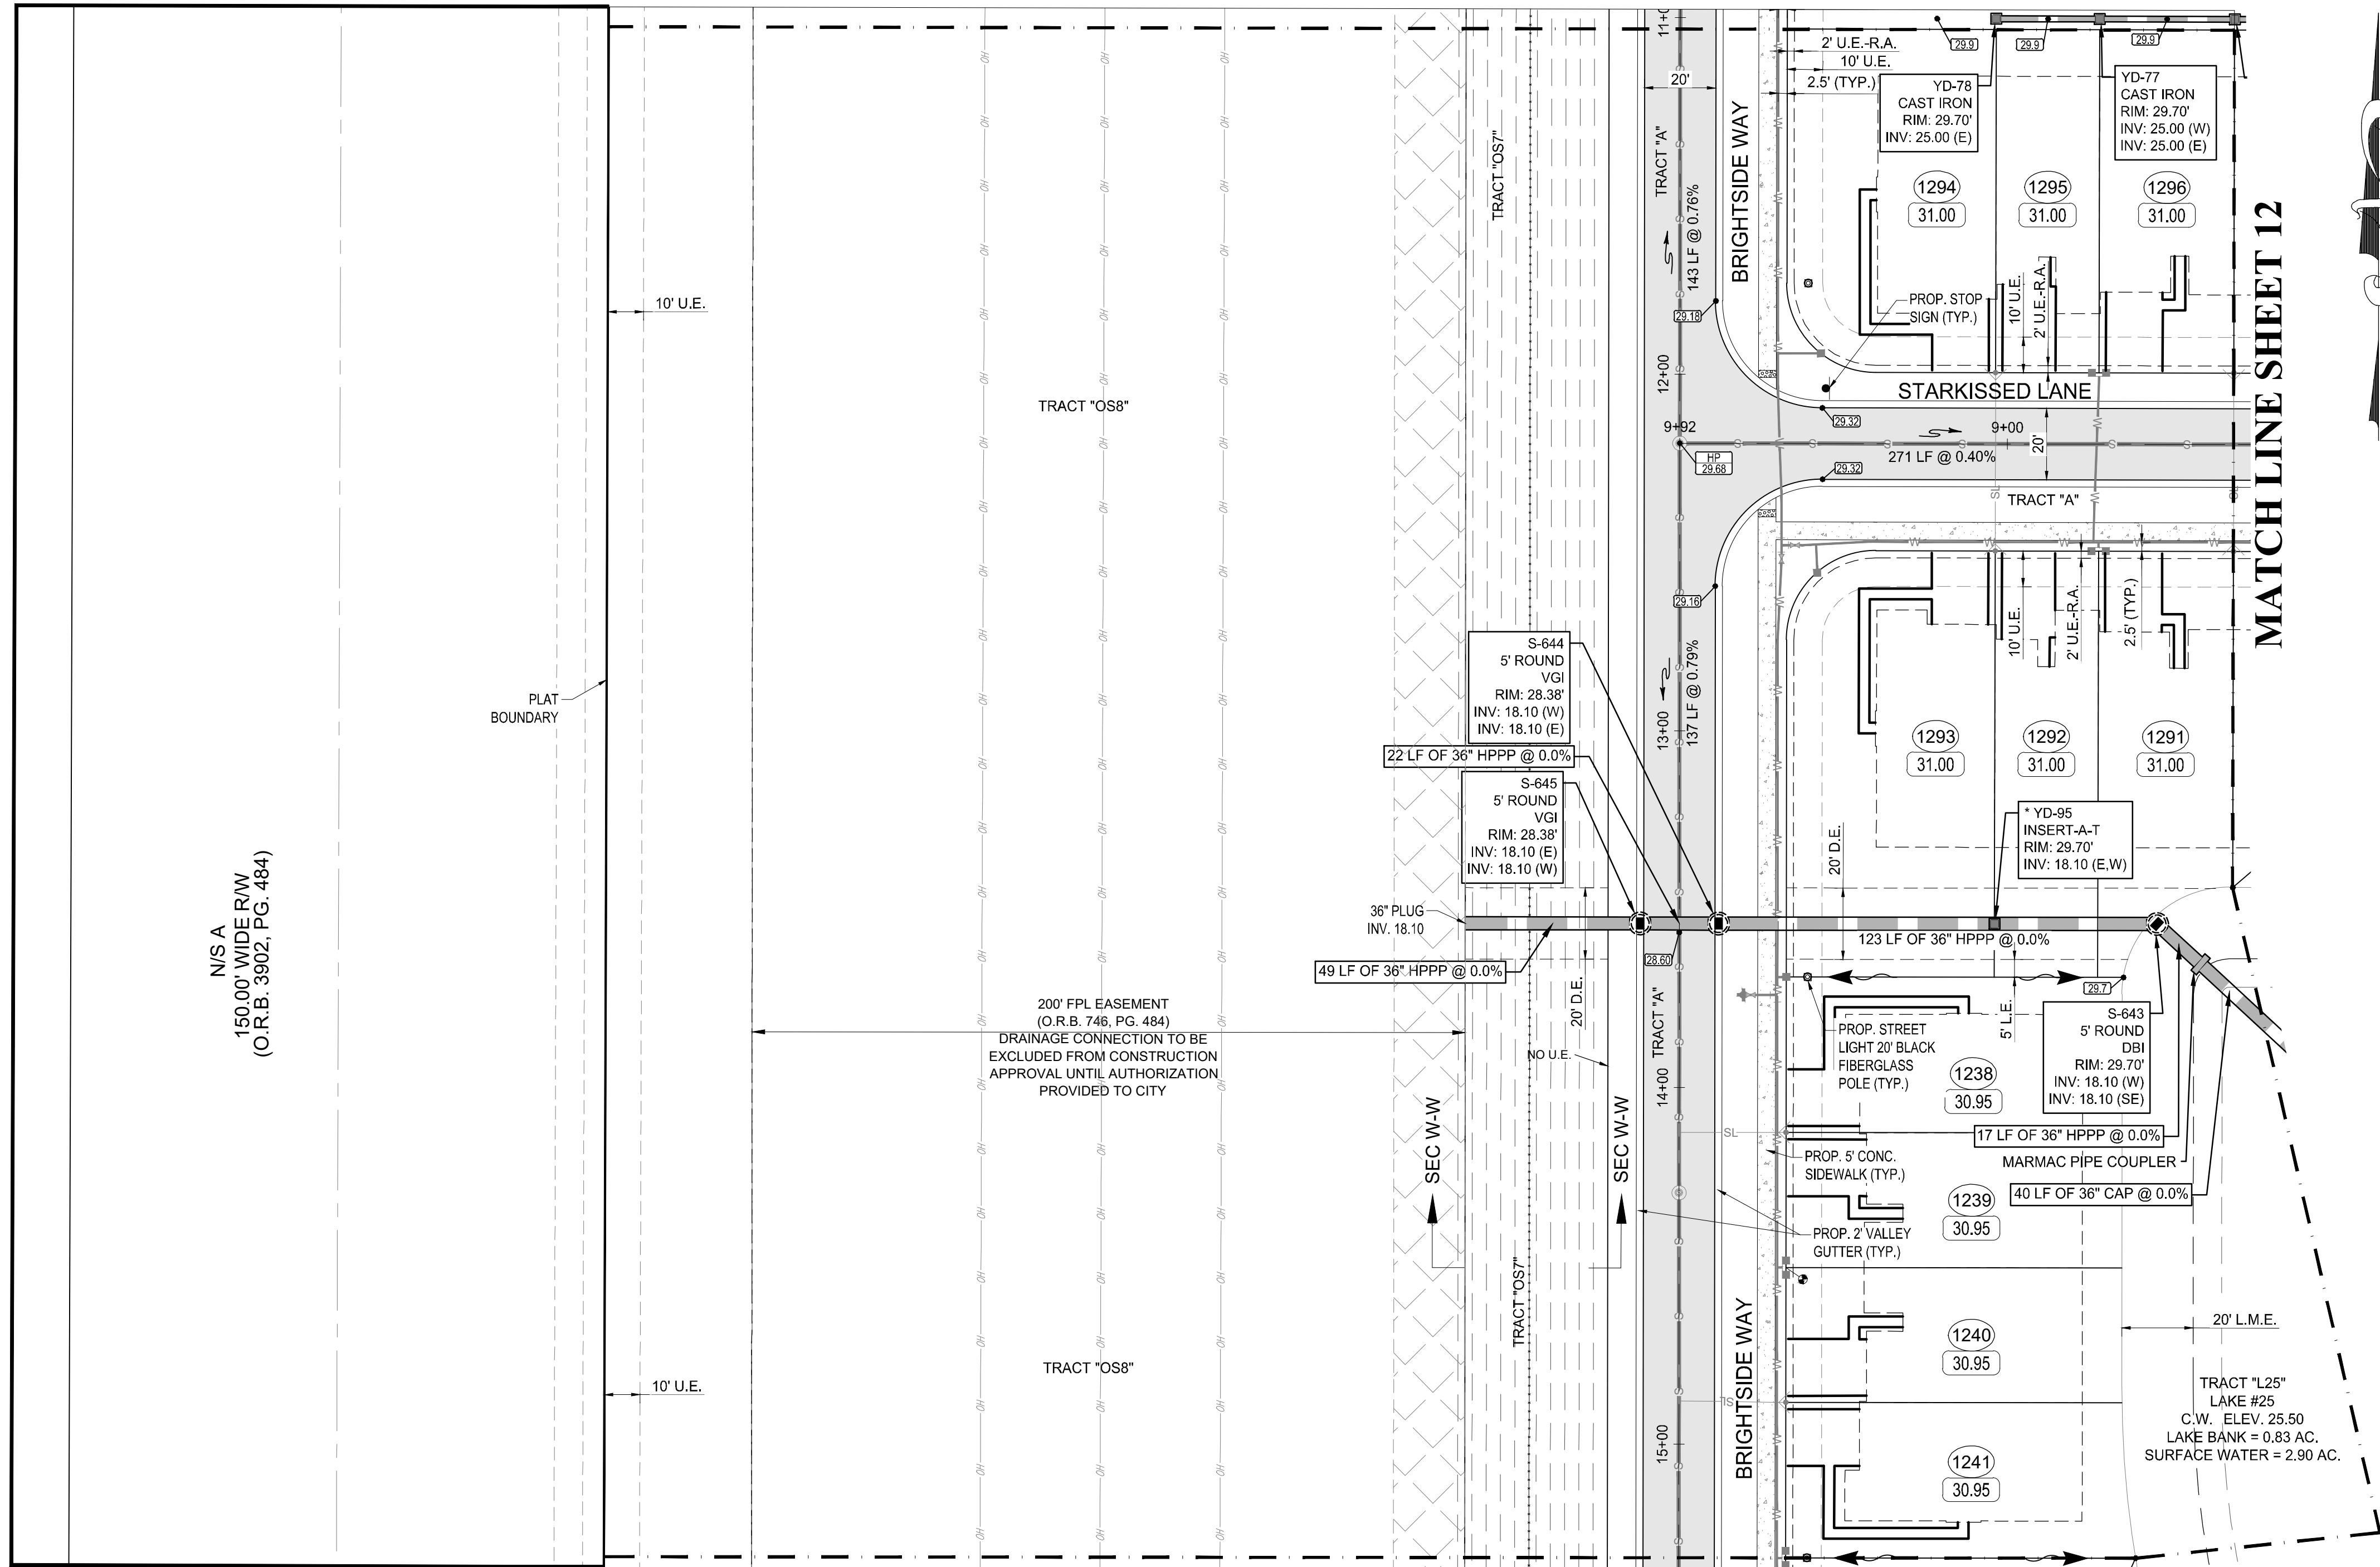 N/S A
150.00' WIDE R/W
(O.R.B. 3902, PG. 484)
10' U.E.
PLAT
BOUNDARY
10' U.E.
TRACT "OS8"
200' FPL EASEMENT
(O.R.B. 746, PG. 484)
DRAINAGE CONNECTION TO BE
EXCLUDED FROM CONSTRUCTION
APPROVAL UNTIL AUTHORIZATION
PROVIDED TO CITY
TRACT "OS8"
TRACT "OS7"
TRACT "OS7"
11+0
20'
TRACT "A"
143 LF @ 0.76%
BRIGHTSIDE WAY
2' U.E.-R.A.
10' U.E.
2.5' (TYP.)
29.9
29.9
29.9
YD-78
CAST IRON
RIM: 29.70'
INV: 25.00 (E)
YD-77
CAST IRON
RIM: 29.70'
INV: 25.00 (W)
INV: 25.00 (E)
1294
31.00
1295
31.00
1296
31.00
PROP. STOP
SIGN (TYP.)
10' U.E.
2' U.E.-R.A.
29.18
12+00
STARKISSED LANE
29.32
9+92
9+00
HP
29.68
271 LF @ 0.40%
20'
29.32
TRACT "A"
MATCH LINE SHEET 12
29.16
10' U.E.
2' U.E.-R.A.
2.5' (TYP.)
S-644
5' ROUND
VGI
RIM: 28.38'
INV: 18.10 (W)
INV: 18.10 (E)
13+00
137 LF @ 0.79%
22 LF OF 36" HPPP @ 0.0%
S-645
5' ROUND
VGI
RIM: 28.38'
INV: 18.10 (E)
INV: 18.10 (W)
1293
31.00
1292
31.00
1291
31.00
* YD-95
INSERT-A-T
RIM: 29.70'
INV: 18.10 (E,W)
20' D.E.
36" PLUG
INV. 18.10
49 LF OF 36" HPPP @ 0.0%
28.60
123 LF OF 36" HPPP @ 0.0%
20' D.E.
TRACT "A"
NO U.E.
14+00
29.7
5' L.E.
PROP. STREET
LIGHT 20' BLACK
FIBERGLASS
POLE (TYP.)
1238
30.95
S-643
5' ROUND
DBI
RIM: 29.70'
INV: 18.10 (W)
INV: 18.10 (SE)
17 LF OF 36" HPPP @ 0.0%
MARMAC PIPE COUPLER
40 LF OF 36" CAP @ 0.0%
SEC W-W
SEC W-W
SL
PROP. 5' CONC.
SIDEWALK (TYP.)
1239
30.95
PROP. 2' VALLEY
GUTTER (TYP.)
BRIGHTSIDE WAY
1240
30.95
SL
15+00
1241
30.95
20' L.M.E.
TRACT "L25"
LAKE #25
C.W. ELEV. 25.50
LAKE BANK = 0.83 AC.
SURFACE WATER = 2.90 AC.